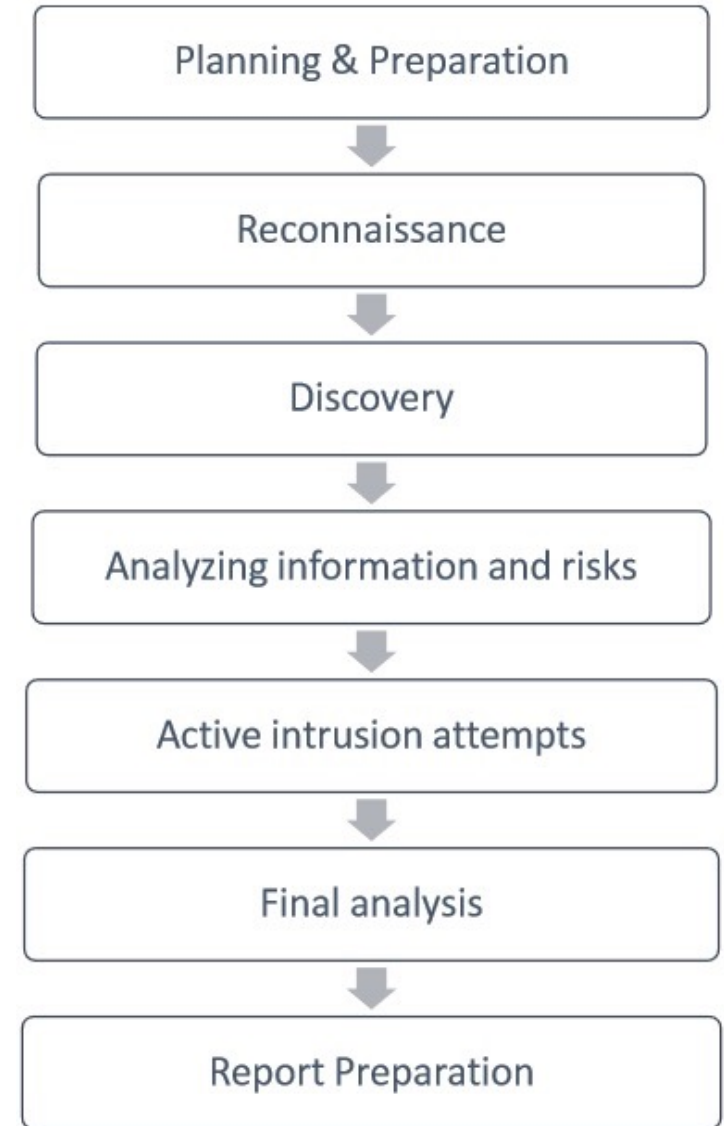 Planning & Preparation
Reconnaissance
Discovery
Analyzing information and risks
Active intrusion attempts
Final analysis
Report Preparation